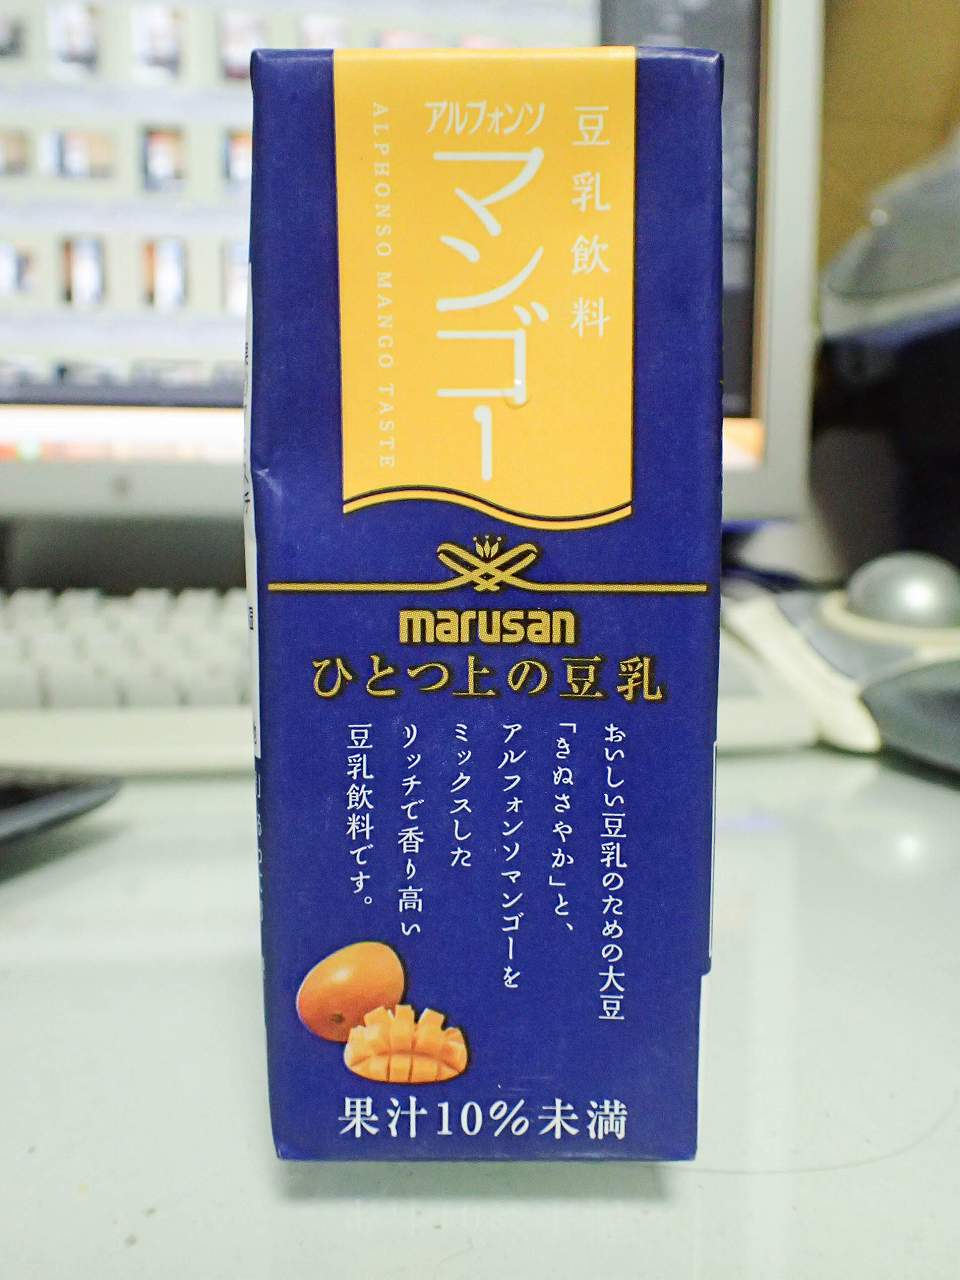 豆乳飲料
アルフォンソ
マンゴー
ALPHONSO MANGO TASTE
marusan
ひとつ上の豆乳
おいしい豆乳のための大豆
「きぬさやか」と、
アルフォンソマンゴーを
ミックスした
リッチで香り高い
豆乳飲料です。
果汁10%未満